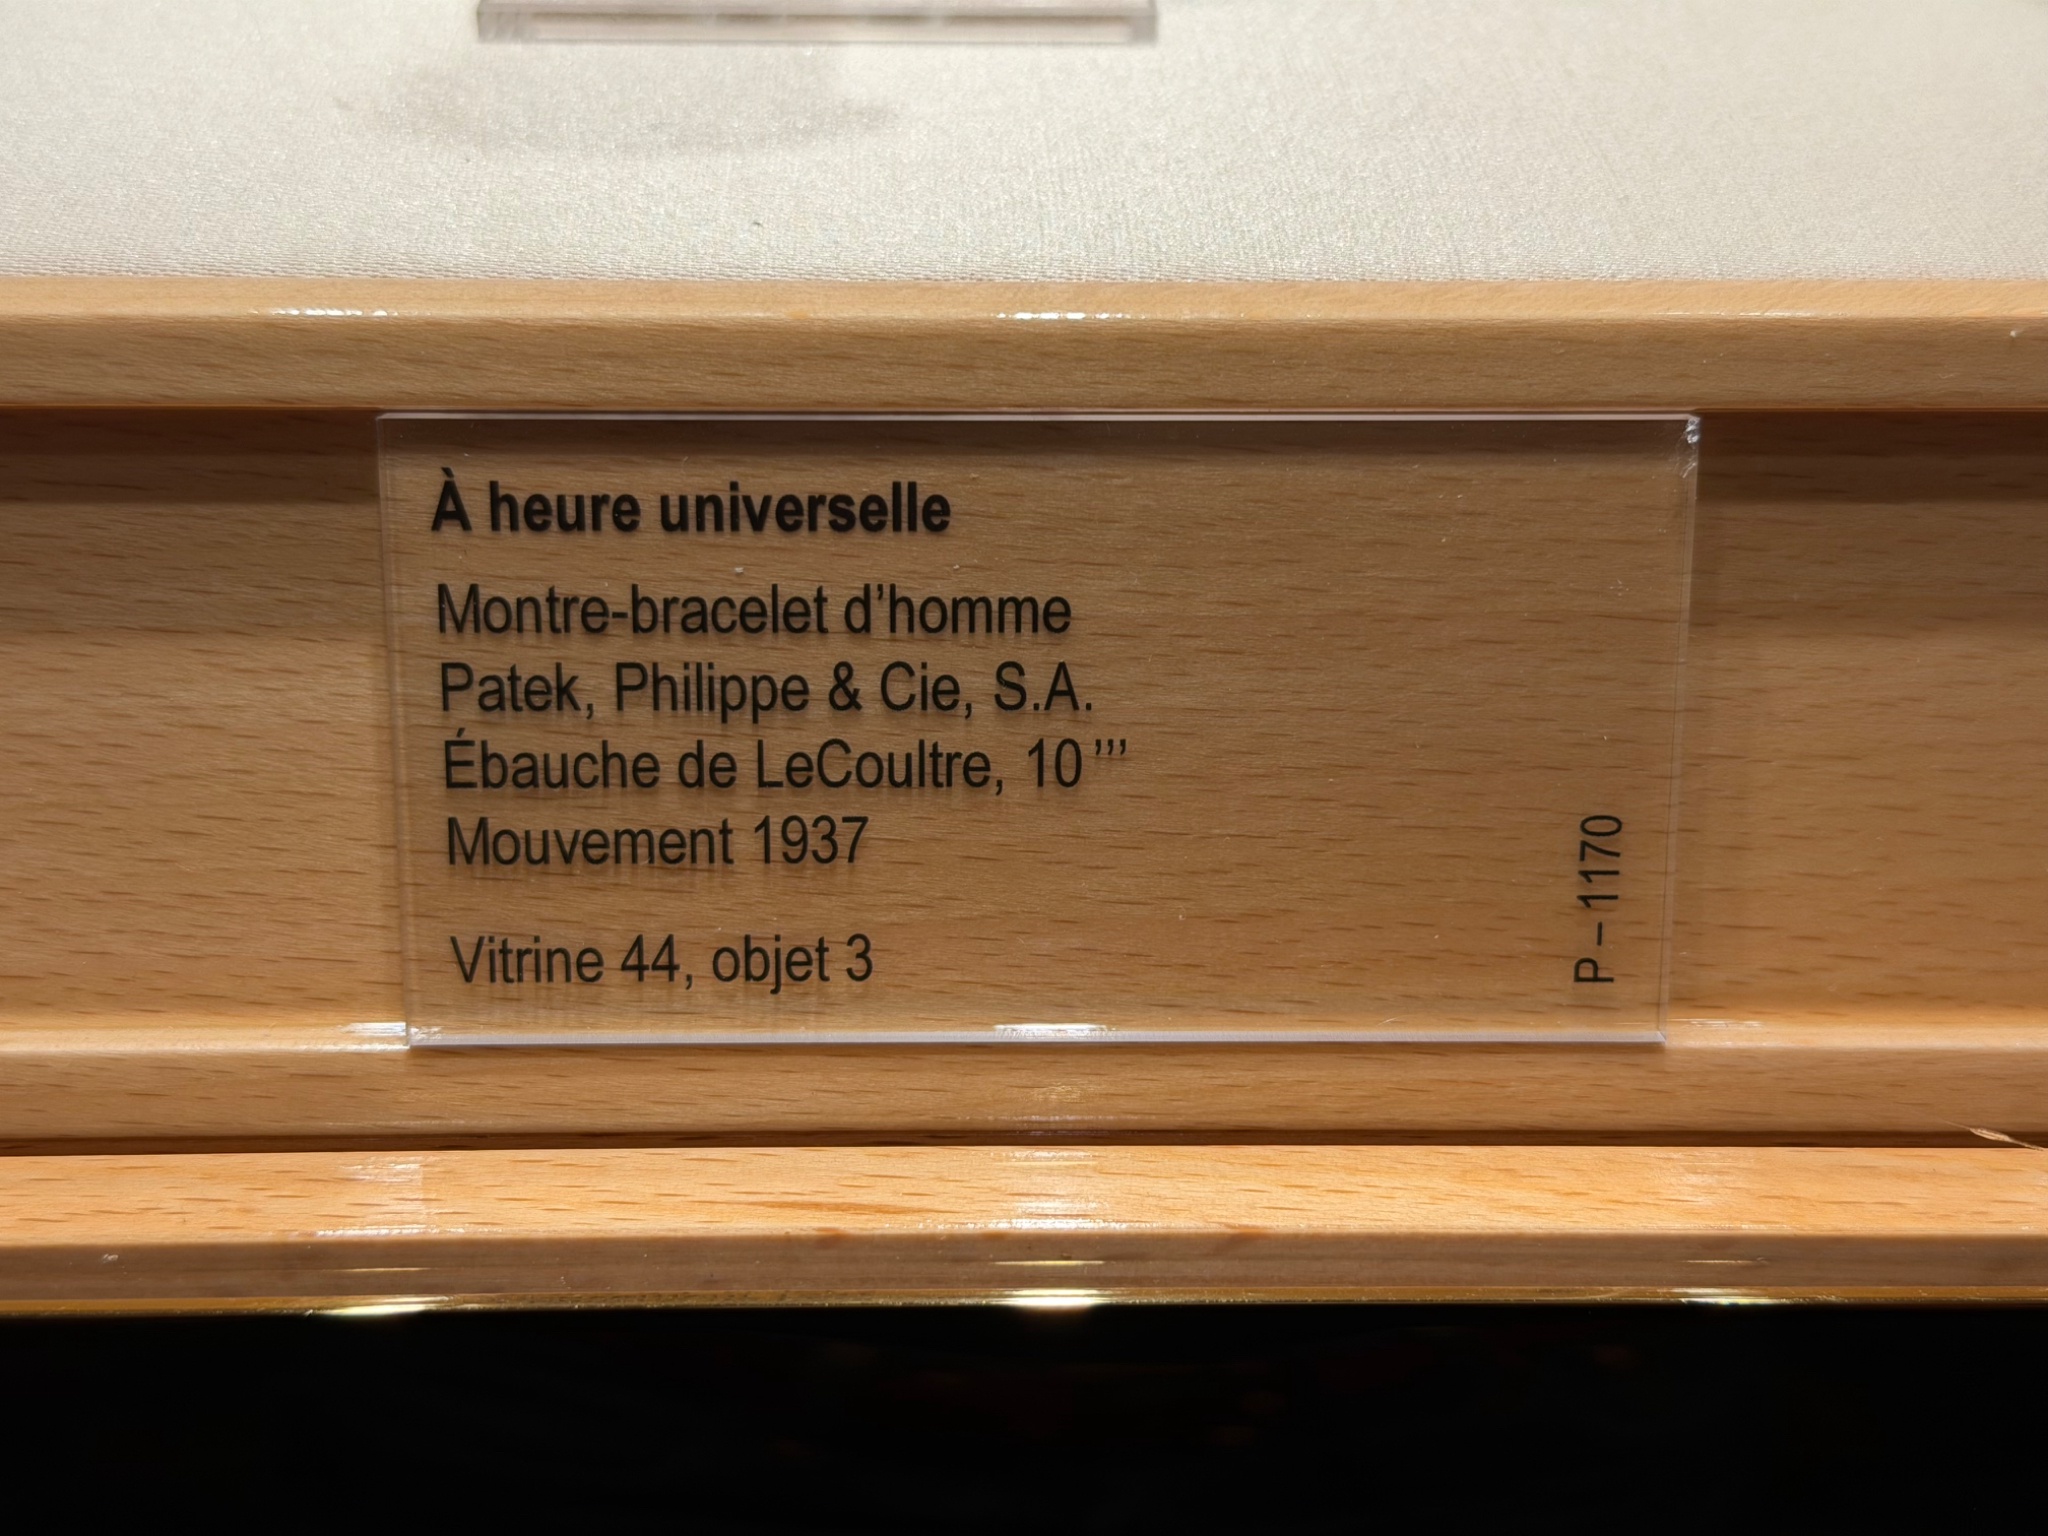 À heure universelle
Montre-bracelet d’homme
Patek, Philippe & Cie, S.A.
Ébauche de LeCoultre, 10 ’’’
Mouvement 1937
Vitrine 44, objet 3
P – 1170